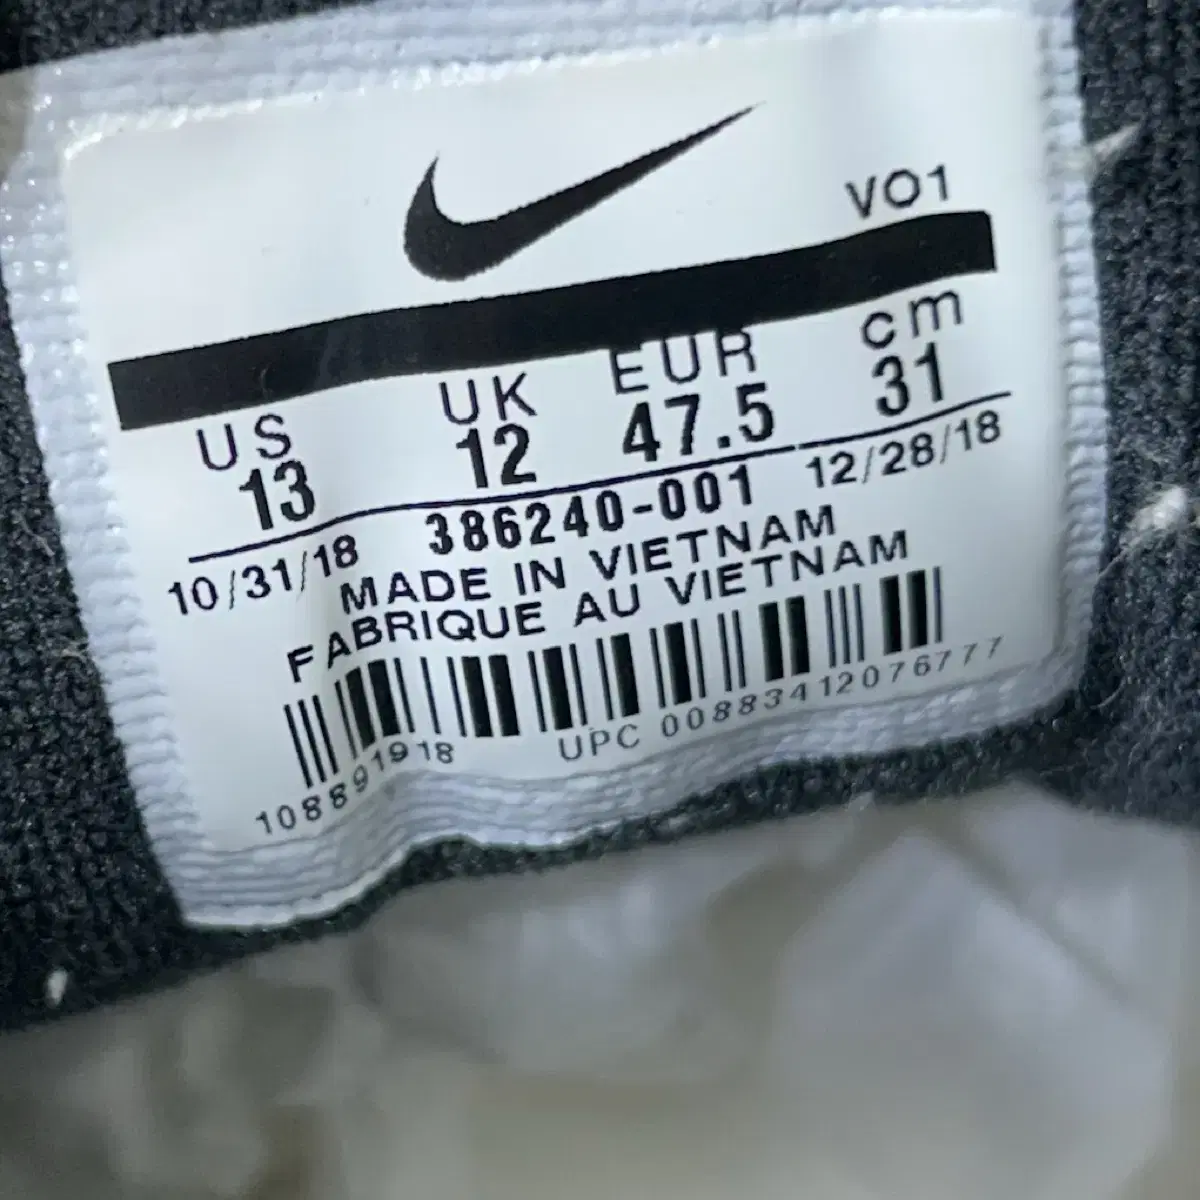 VO1
US UK EUR cm
13 12 47.5 31
10/31/18 386240-001 12/28/18
MADE IN VIETNAM
FABRIQUE AU VIETNAM
108891918 UPC 00883412076777